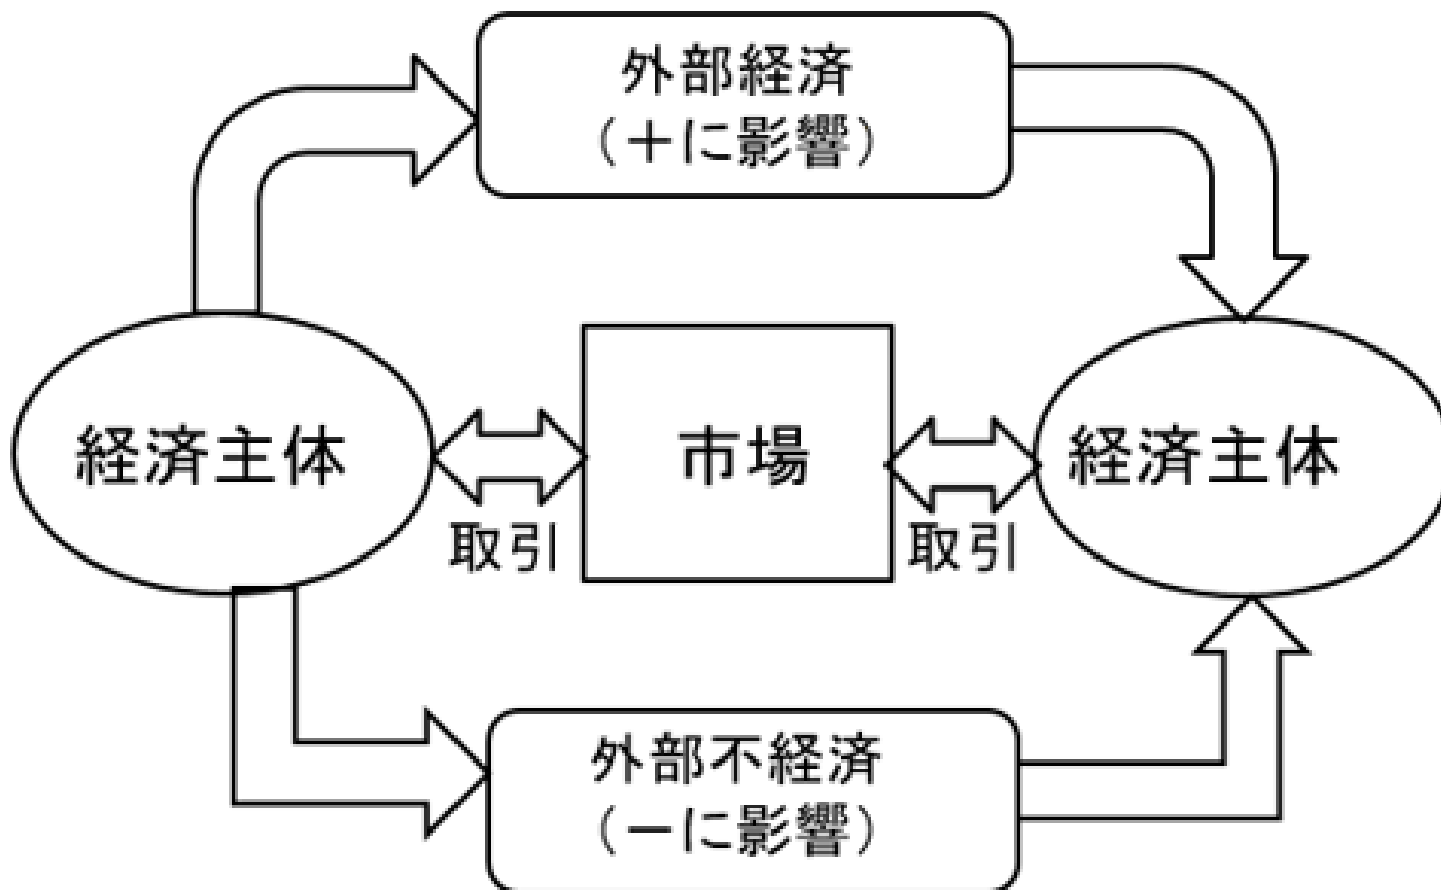 外部経済
(＋に影響)
経済主体
市場
経済主体
取引
取引
外部不経済
(－に影響)